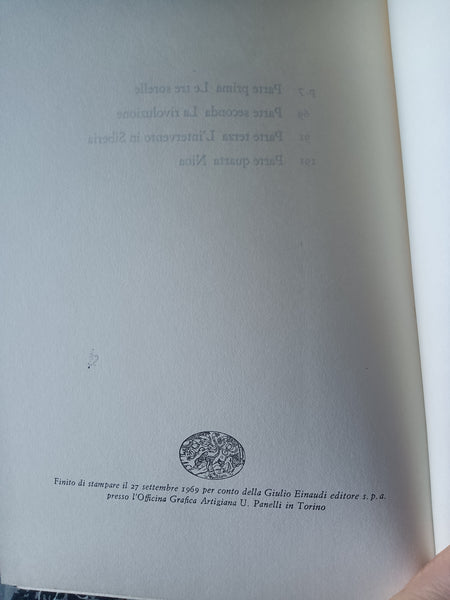 p. 7 Parte prima Le tre sorelle
69 Parte seconda La rivoluzione
91 Parte terza L'intervento in Siberia
191 Parte quarta Nina
Finito di stampare il 27 settembre 1969 per conto della Giulio Einaudi editore s. p. a.
presso l'Officina Grafica Artigiana U. Panelli in Torino